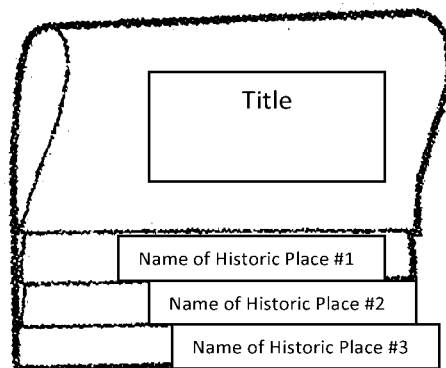 Title
Name of Historic Place #1
Name of Historic Place #2
Name of Historic Place #3